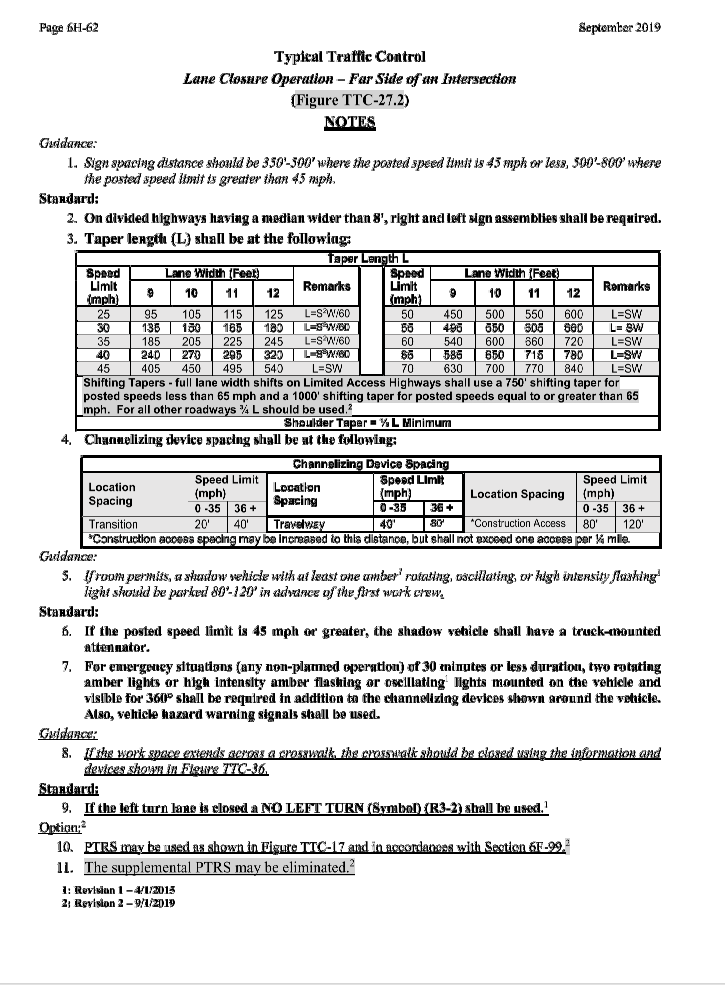 Page 6H-62 September 2019
Typical Traffic Control
Lane Closure Operation – Far Side of an Intersection
(Figure TTC-27.2)
NOTES
Guidance:
1. Sign spacing distance should be 350'-500' where the posted speed limit is 45 mph or less, 500'-800' where
the posted speed limit is greater than 45 mph.
Standard:
2. On divided highways having a median wider than 8', right and left sign assemblies shall be required.
3. Taper length (L) shall be at the following:
Taper Length L
Speed Limit (mph) Lane Width (Feet) Remarks Speed Limit (mph) Lane Width (Feet) Remarks
9 10 11 12 9 10 11 12
25 95 105 115 125 L=S²W/60 50 450 500 550 600 L=SW
30 135 150 165 180 L=S²W/60 55 495 550 605 660 L= SW
35 185 205 225 245 L=S²W/60 60 540 600 660 720 L=SW
40 240 270 295 320 L=S²W/60 65 585 650 715 780 L=SW
45 405 450 495 540 L=SW 70 630 700 770 840 L=SW
Shifting Tapers - full lane width shifts on Limited Access Highways shall use a 750' shifting taper for
posted speeds less than 65 mph and a 1000' shifting taper for posted speeds equal to or greater than 65
mph. For all other roadways ¾ L should be used.²
Shoulder Taper = ⅓ L Minimum
4. Channelizing device spacing shall be at the following:
Channelizing Device Spacing
Location Spacing Speed Limit (mph) Location Spacing Speed Limit (mph) Location Spacing Speed Limit (mph)
0 -35 36 + 0 -35 36 + 0 -35 36 +
Transition 20' 40' Travelway 40' 80' *Construction Access 80' 120'
*Construction access spacing may be increased to this distance, but shall not exceed one access per ¼ mile.
Guidance:
5. If room permits, a shadow vehicle with at least one amber¹ rotating, oscillating, or high intensity flashing¹
light should be parked 80'-120' in advance of the first work crew.
Standard:
6. If the posted speed limit is 45 mph or greater, the shadow vehicle shall have a truck-mounted
attenuator.
7. For emergency situations (any non-planned operation) of 30 minutes or less duration, two rotating
amber lights or high intensity amber flashing or oscillating¹ lights mounted on the vehicle and
visible for 360° shall be required in addition to the channelizing devices shown around the vehicle.
Also, vehicle hazard warning signals shall be used.
Guidance:
8. If the work space extends across a crosswalk, the crosswalk should be closed using the information and
devices shown in Figure TTC-36.
Standard:
9. If the left turn lane is closed a NO LEFT TURN (Symbol) (R3-2) shall be used.¹
Option:²
10. PTRS may be used as shown in Figure TTC-17 and in accordances with Section 6F-99.²
11. The supplemental PTRS may be eliminated.²
1: Revision 1 – 4/1/2015
2: Revision 2 – 9/1/2019